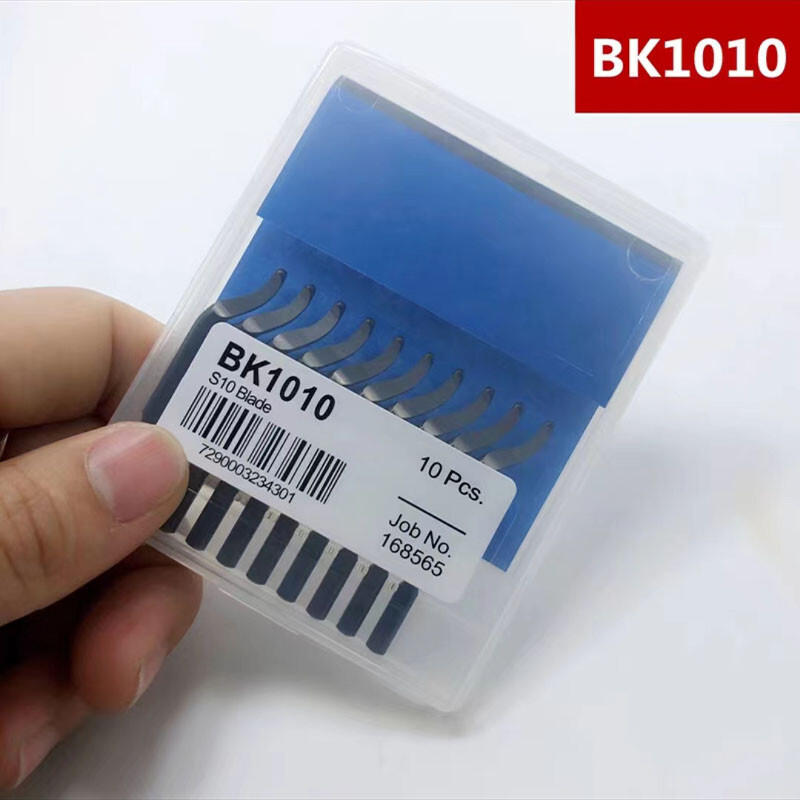 BK1010
BK1010
S10 Blade
7290003234301
10 Pcs.
Job No.
168565